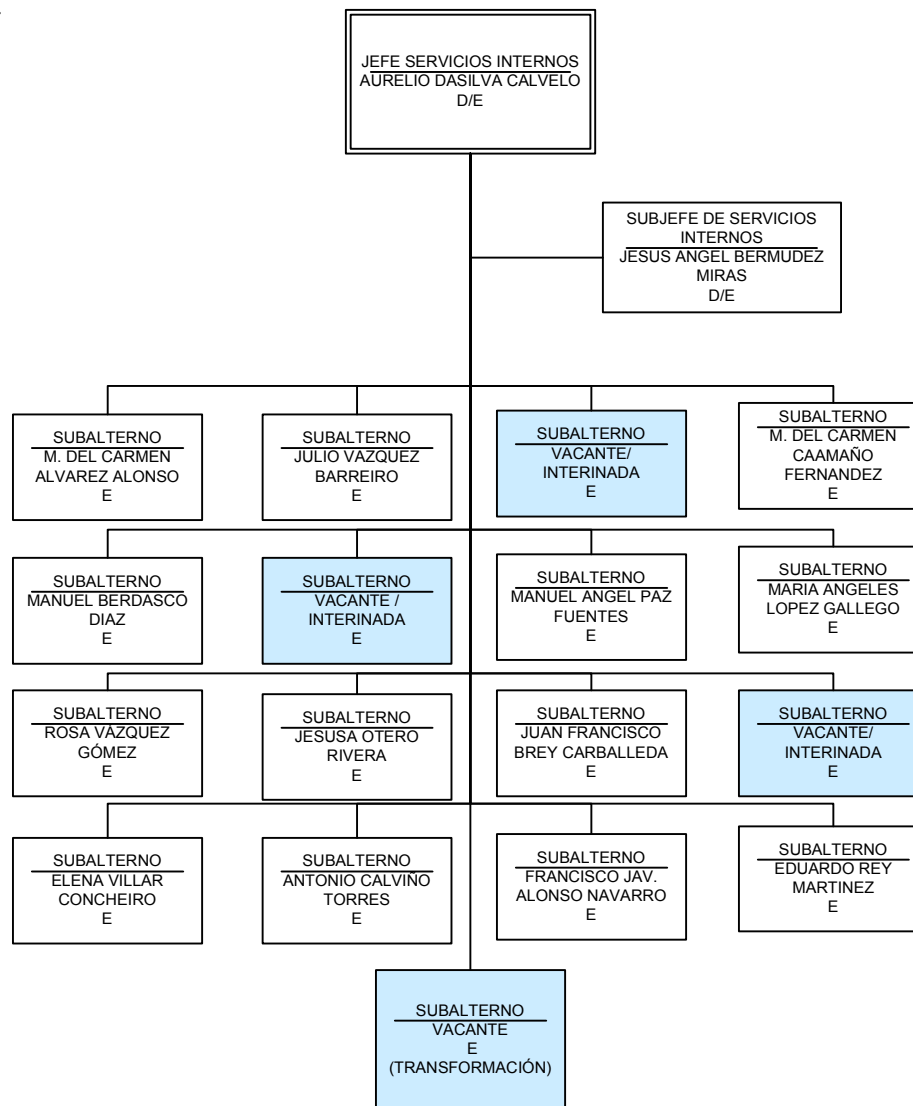 JEFE SERVICIOS INTERNOS
AURELIO DASILVA CALVELO
D/E
SUBJEFE DE SERVICIOS
INTERNOS
JESUS ANGEL BERMUDEZ
MIRAS
D/E
SUBALTERNO
M. DEL CARMEN
ALVAREZ ALONSO
E
SUBALTERNO
JULIO VAZQUEZ
BARREIRO
E
SUBALTERNO
VACANTE/
INTERINADA
E
SUBALTERNO
M. DEL CARMEN
CAAMAÑO
FERNANDEZ
E
SUBALTERNO
MANUEL BERDASCO
DIAZ
E
SUBALTERNO
VACANTE /
INTERINADA
E
SUBALTERNO
MANUEL ANGEL PAZ
FUENTES
E
SUBALTERNO
MARIA ANGELES
LOPEZ GALLEGO
E
SUBALTERNO
ROSA VÁZQUEZ
GÓMEZ
E
SUBALTERNO
JESUSA OTERO
RIVERA
E
SUBALTERNO
JUAN FRANCISCO
BREY CARBALLEDA
E
SUBALTERNO
VACANTE/
INTERINADA
E
SUBALTERNO
ELENA VILLAR
CONCHEIRO
E
SUBALTERNO
ANTONIO CALVIÑO
TORRES
E
SUBALTERNO
FRANCISCO JAV.
ALONSO NAVARRO
E
SUBALTERNO
EDUARDO REY
MARTINEZ
E
SUBALTERNO
VACANTE
E
(TRANSFORMACIÓN)